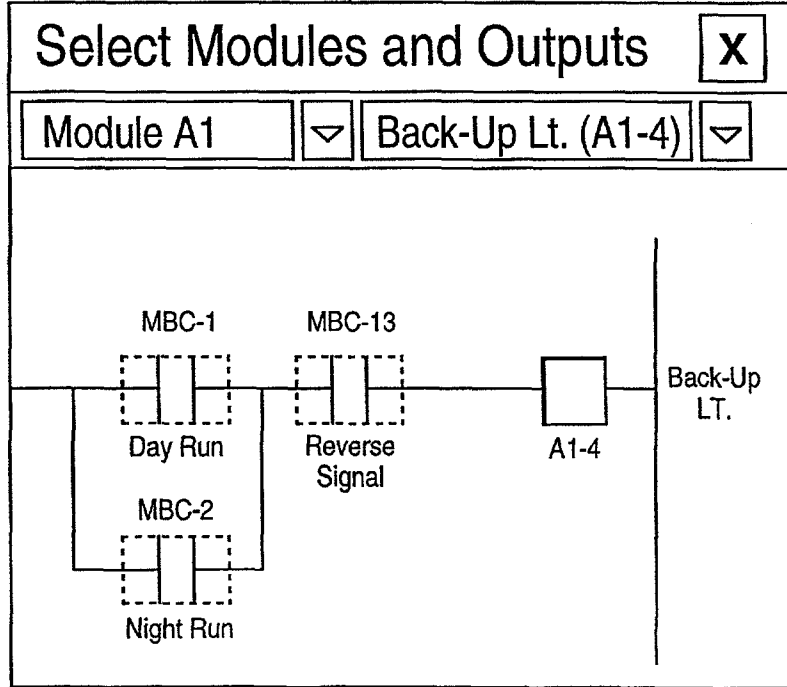 Select Modules and Outputs X
Module A1 Back-Up Lt. (A1-4)
MBC-1 MBC-13
Back-Up
LT.
Day Run Reverse
Signal
A1-4
MBC-2
Night Run